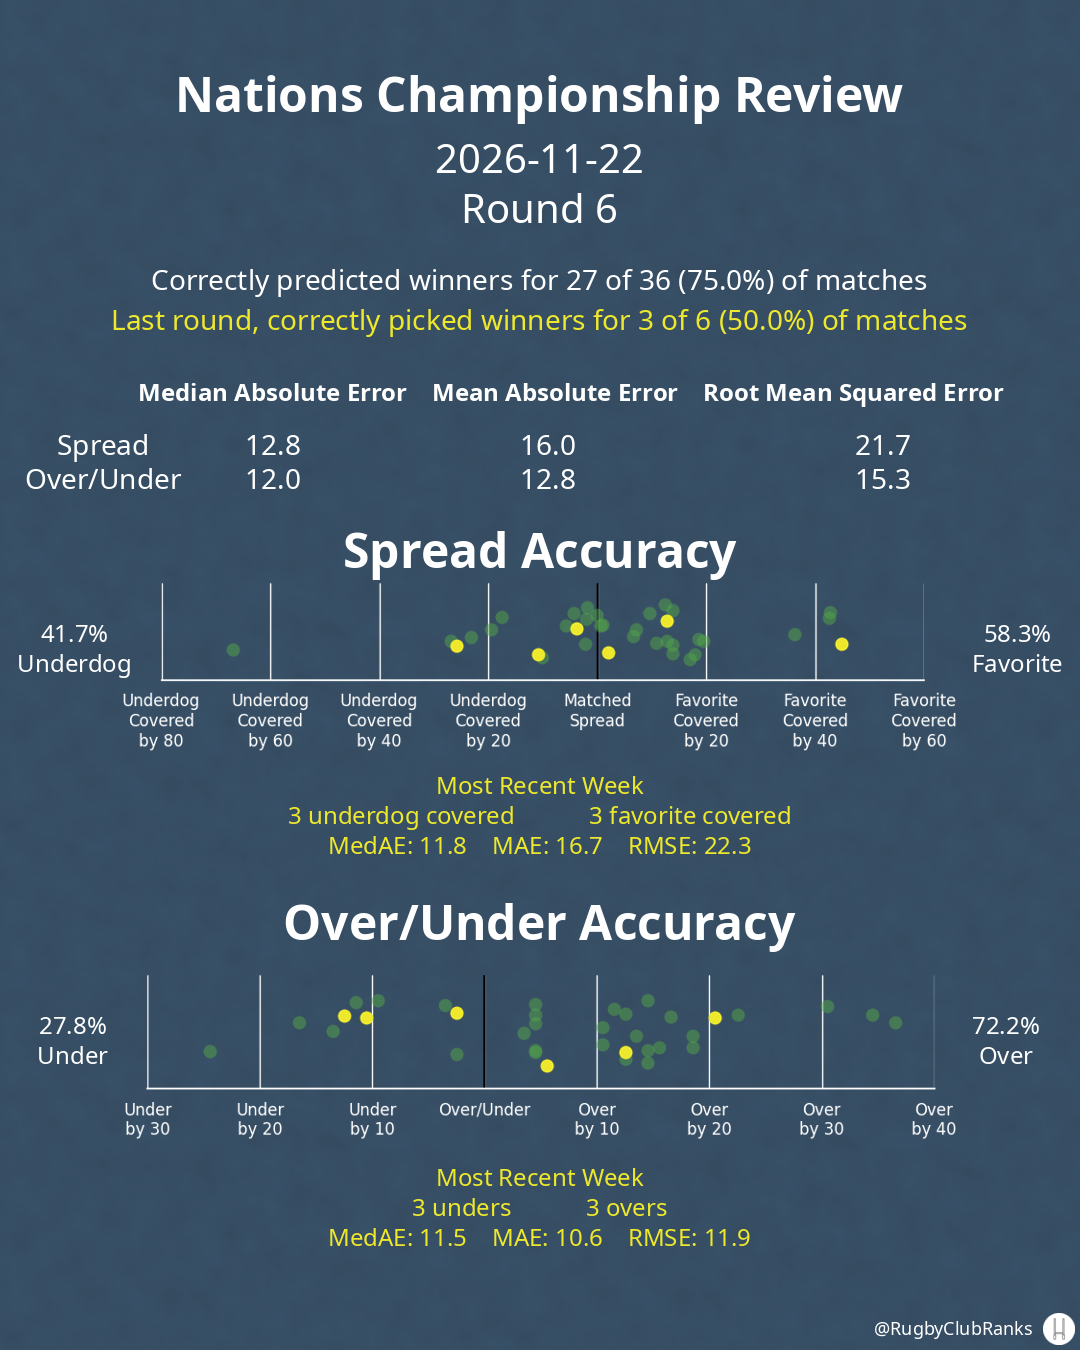 Nations Championship Review
2026-11-22
Round 6
Correctly predicted winners for 27 of 36 (75.0%) of matches
Last round, correctly picked winners for 3 of 6 (50.0%) of matches
Median Absolute Error Mean Absolute Error Root Mean Squared Error
Spread 12.8 16.0 21.7
Over/Under 12.0 12.8 15.3
Spread Accuracy
41.7%
Underdog
58.3%
Favorite
Underdog Covered by 80
Underdog Covered by 60
Underdog Covered by 40
Underdog Covered by 20
Matched Spread
Favorite Covered by 20
Favorite Covered by 40
Favorite Covered by 60
Most Recent Week
3 underdog covered 3 favorite covered
MedAE: 11.8 MAE: 16.7 RMSE: 22.3
Over/Under Accuracy
27.8%
Under
72.2%
Over
Under by 30
Under by 20
Under by 10
Over/Under
Over by 10
Over by 20
Over by 30
Over by 40
Most Recent Week
3 unders 3 overs
MedAE: 11.5 MAE: 10.6 RMSE: 11.9
@RugbyClubRanks